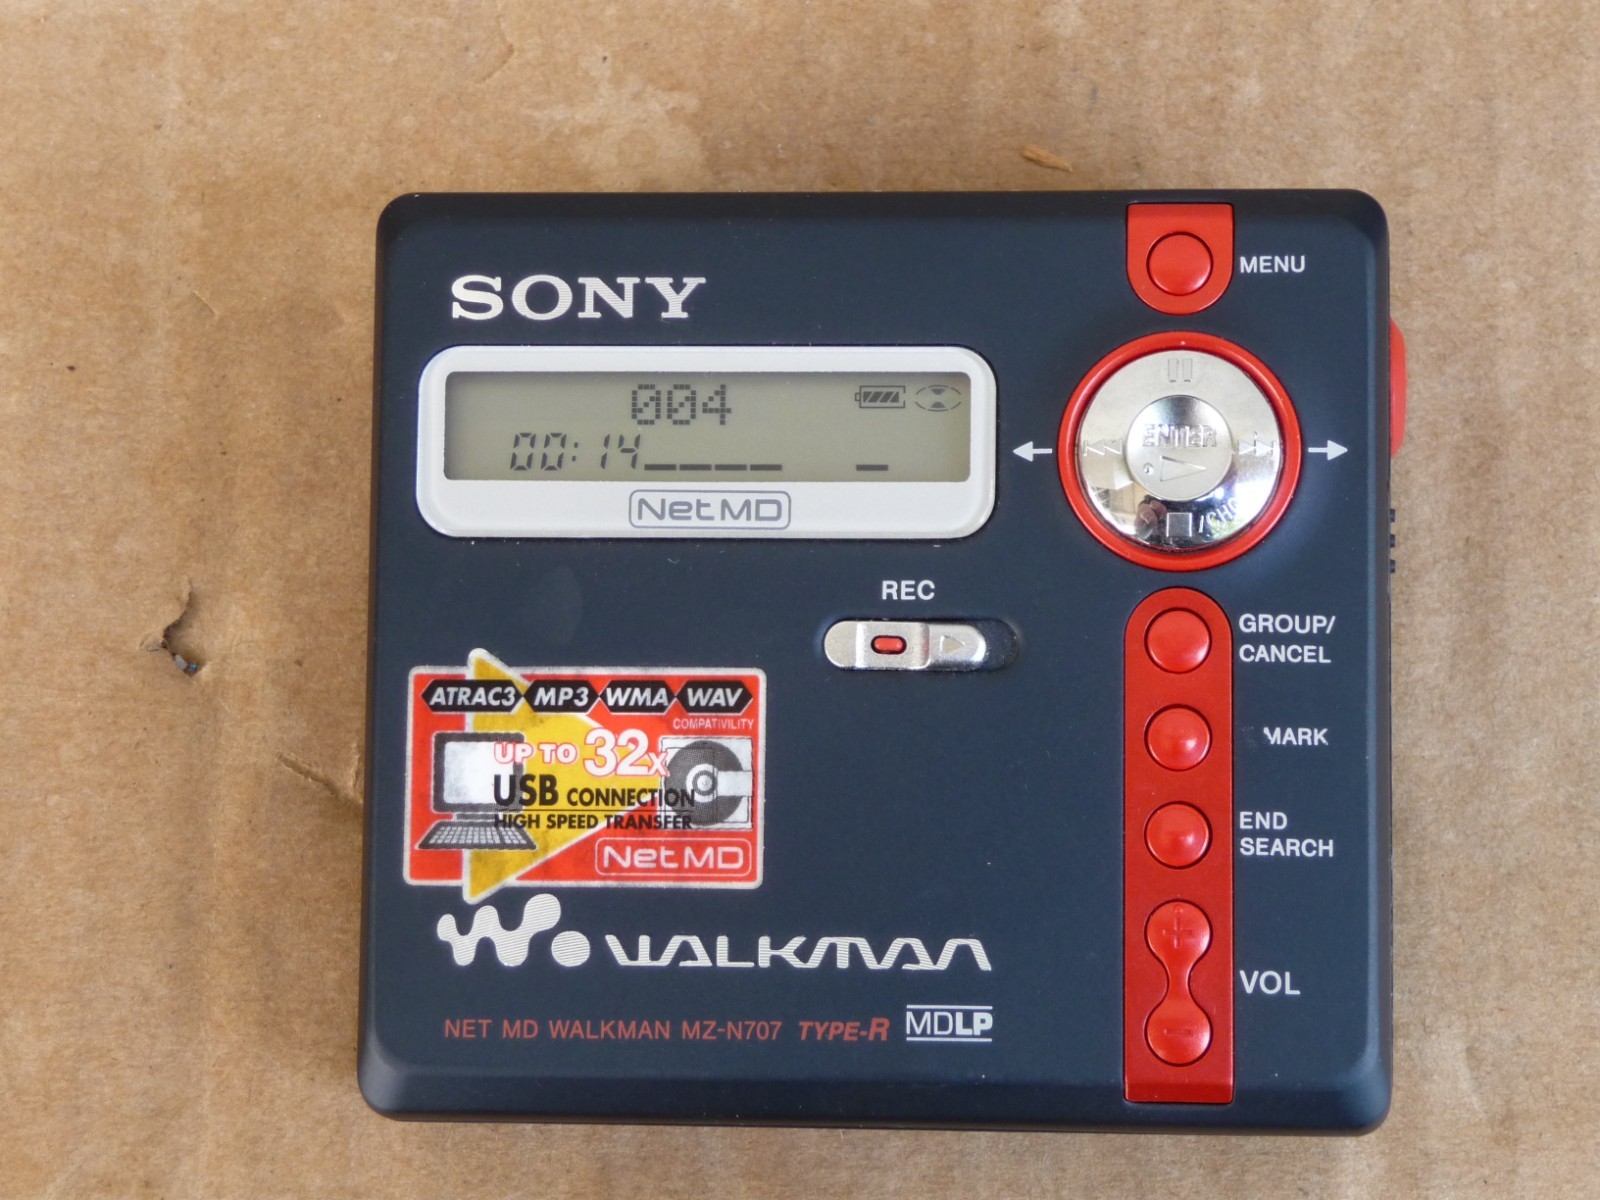 SONY
MENU
004
00:14
NetMD
ENTER
REC
GROUP/
CANCEL
MARK
END
SEARCH
VOL
ATRAC3 MP3 WMA WAV
COMPATIVILITY
UP TO 32x
USB CONNECTION
HIGH SPEED TRANSFER
NetMD
W. WALKMAN
NET MD WALKMAN MZ-N707 TYPE-R MDLP